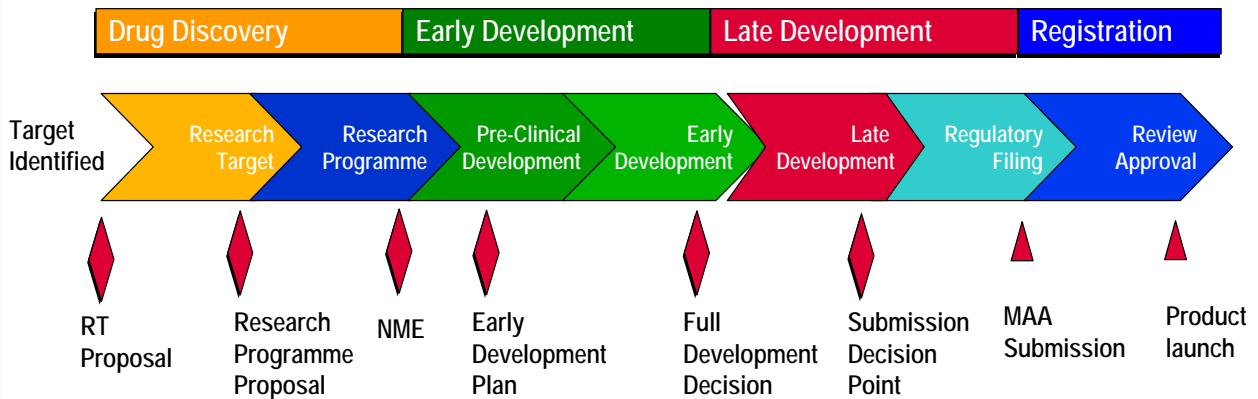 Drug Discovery
Early Development
Late Development
Registration
Target
Identified
Research
Target
Research
Programme
Pre-Clinical
Development
Early
Development
Late
Development
Regulatory
Filing
Review
Approval
RT
Proposal
Research
Programme
Proposal
NME
Early
Development
Plan
Full
Development
Decision
Submission
Decision
Point
MAA
Submission
Product
launch